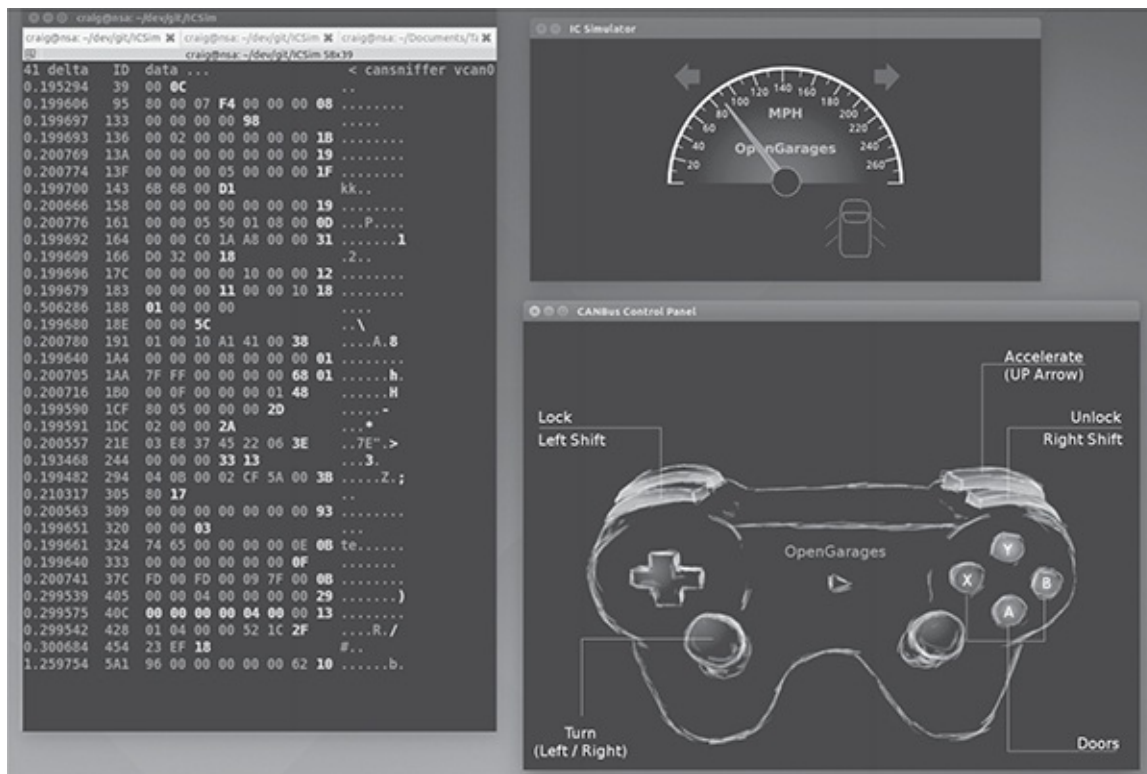 craig@nsa: ~/dev/git/ICSim
craig@nsa: ~/dev/git/ICSim ✖ craig@nsa: ~/dev/git/ICSim ✖ craig@nsa: ~/Documents/Ta ✖
craig@nsa: ~/dev/git/ICSim 58x39
41 delta ID data ... < cansniffer vcan0
0.195294 39 00 0C ..
0.199606 95 80 00 07 F4 00 00 00 08 ........
0.199697 133 00 00 00 00 98 .....
0.199693 136 00 02 00 00 00 00 00 1B ........
0.200769 13A 00 00 00 00 00 00 00 19 ........
0.200774 13F 00 00 00 05 00 00 00 1F ........
0.199700 143 6B 6B 00 D1 kk..
0.200666 158 00 00 00 00 00 00 00 19 ........
0.200776 161 00 00 05 50 01 08 00 0D ...P....
0.199692 164 00 00 C0 1A A8 00 00 31 .......1
0.199609 166 D0 32 00 18 .2..
0.199696 17C 00 00 00 00 10 00 00 12 ........
0.199679 183 00 00 00 11 00 00 10 18 ........
0.506286 188 01 00 00 00 ....
0.199680 18E 00 00 5C ..\
0.200780 191 01 00 10 A1 41 00 38 ....A.8
0.199640 1A4 00 00 00 08 00 00 00 01 ........
0.200705 1AA 7F FF 00 00 00 00 68 01 ......h.
0.200716 1B0 00 0F 00 00 00 01 48 ......H
0.199590 1CF 80 05 00 00 00 2D .....-
0.199591 1DC 02 00 00 2A ...*
0.200557 21E 03 E8 37 45 22 06 3E ..7E".>
0.193468 244 00 00 00 33 13 ...3.
0.199482 294 04 0B 00 02 CF 5A 00 3B .....Z.;
0.210317 305 80 17 ..
0.200563 309 00 00 00 00 00 00 00 93 ........
0.199651 320 00 00 03 ...
0.199661 324 74 65 00 00 00 00 0E 0B te......
0.199640 333 00 00 00 00 00 00 0F .......
0.200741 37C FD 00 FD 00 09 7F 00 0B ........
0.299539 405 00 00 04 00 00 00 00 29 .......)
0.299575 40C 00 00 00 00 04 00 00 13 ........
0.299542 428 01 04 00 00 52 1C 2F ....R./
0.300684 454 23 EF 18 #..
1.259754 5A1 96 00 00 00 00 00 62 10 ......b.
IC Simulator
20 40 60 80 100 120 140 160 180 200 220 240 260
MPH
OpenGarages
CANBus Control Panel
Accelerate
(UP Arrow)
Lock
Left Shift
Unlock
Right Shift
OpenGarages
Y
X
B
A
Turn
(Left / Right)
Doors